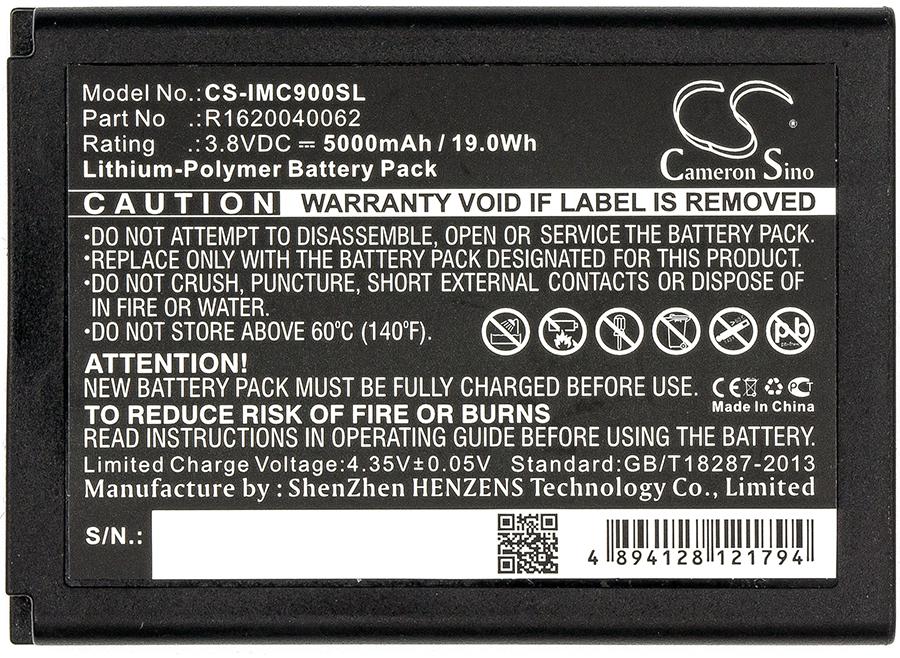 Model No.:CS-IMC900SL
Part No .:R1620040062
Rating .:3.8VDC ⎓ 5000mAh / 19.0Wh
Lithium-Polymer Battery Pack
CS
®
Cameron Sino
CAUTION WARRANTY VOID IF LABEL IS REMOVED
•DO NOT ATTEMPT TO DISASSEMBLE, OPEN OR SERVICE THE BATTERY PACK.
•REPLACE ONLY WITH THE BATTERY PACK DESIGNATED FOR THIS PRODUCT.
•DO NOT CRUSH, PUNCTURE, SHORT EXTERNAL CONTACTS OR DISPOSE OF
IN FIRE OR WATER.
•DO NOT STORE ABOVE 60°C (140°F).
Pb
ATTENTION!
NEW BATTERY PACK MUST BE FULLY CHARGED BEFORE USE.
CE PCT
Made In China
TO REDUCE RISK OF FIRE OR BURNS
READ INSTRUCTIONS IN OPERATING GUIDE BEFORE USING THE BATTERY.
Limited Charge Voltage:4.35V±0.05V Standard:GB/T18287-2013
Manufacture by : ShenZhen HENZENS Technology Co., Limited
S/N.:
4 894128 121794